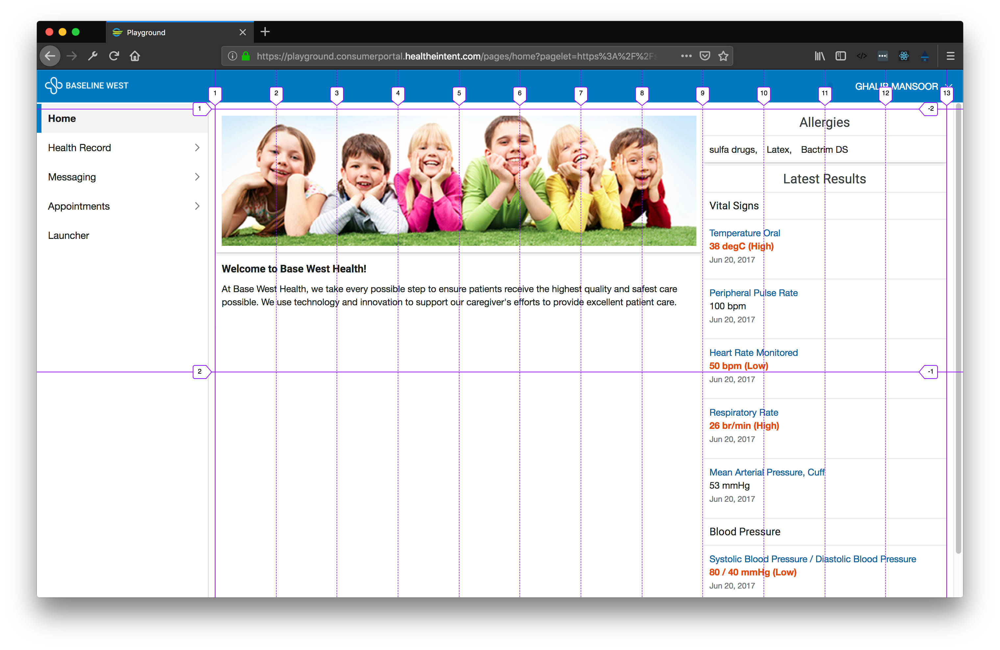 Playground
https://playground.consumerportal.healtheintent.com/pages/home?pagelet=https%3A%2F%2Fs
BASELINE WEST
GHALIB MANSOOR
1 2 3 4 5 6 7 8 9 10 11 12 13
1
-2
Home
Health Record
Messaging
Appointments
Launcher
Welcome to Base West Health!
At Base West Health, we take every possible step to ensure patients receive the highest quality and safest care
possible. We use technology and innovation to support our caregiver's efforts to provide excellent patient care.
2
-1
Allergies
sulfa drugs, Latex, Bactrim DS
Latest Results
Vital Signs
Temperature Oral
38 degC (High)
Jun 20, 2017
Peripheral Pulse Rate
100 bpm
Jun 20, 2017
Heart Rate Monitored
50 bpm (Low)
Jun 20, 2017
Respiratory Rate
26 br/min (High)
Jun 20, 2017
Mean Arterial Pressure, Cuff
53 mmHg
Jun 20, 2017
Blood Pressure
Systolic Blood Pressure / Diastolic Blood Pressure
80 / 40 mmHg (Low)
Jun 20, 2017